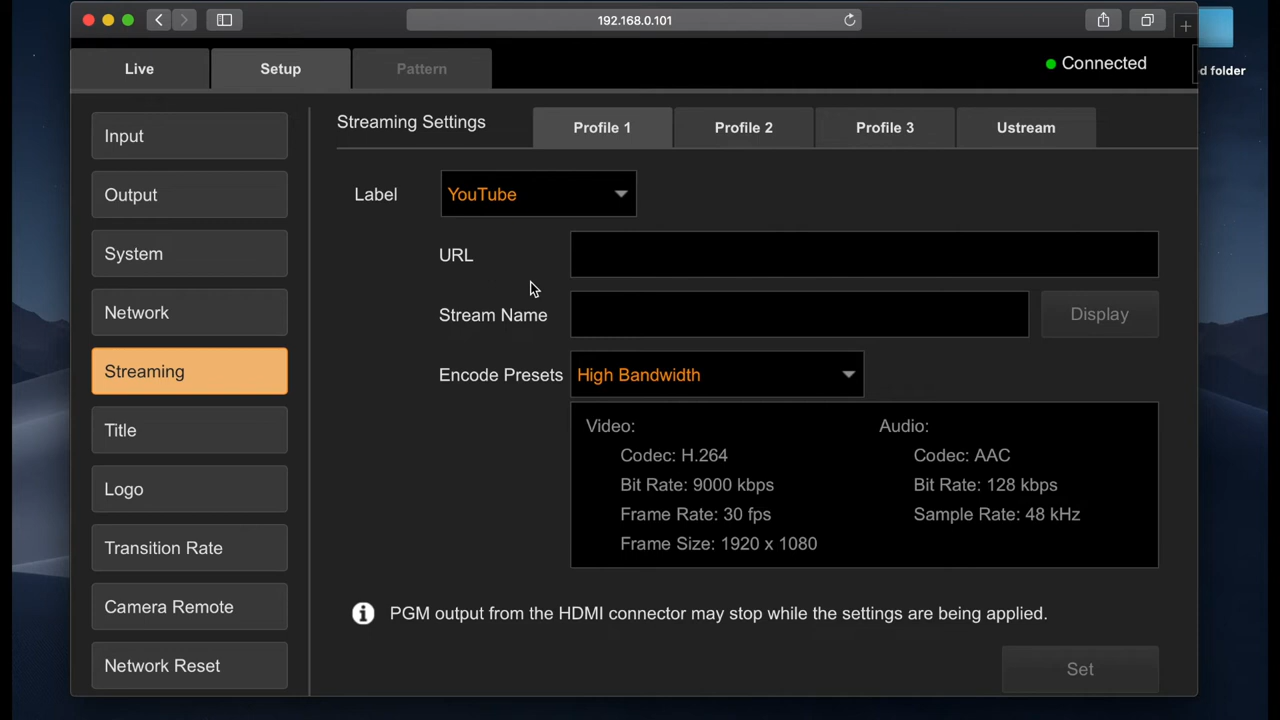 192.168.0.101
d folder
Live
Setup
Pattern
Connected
Input
Output
System
Network
Streaming
Title
Logo
Transition Rate
Camera Remote
Network Reset
Streaming Settings
Profile 1
Profile 2
Profile 3
Ustream
Label
YouTube
URL
Stream Name
Display
Encode Presets
High Bandwidth
Video:
Codec: H.264
Bit Rate: 9000 kbps
Frame Rate: 30 fps
Frame Size: 1920 x 1080
Audio:
Codec: AAC
Bit Rate: 128 kbps
Sample Rate: 48 kHz
PGM output from the HDMI connector may stop while the settings are being applied.
Set